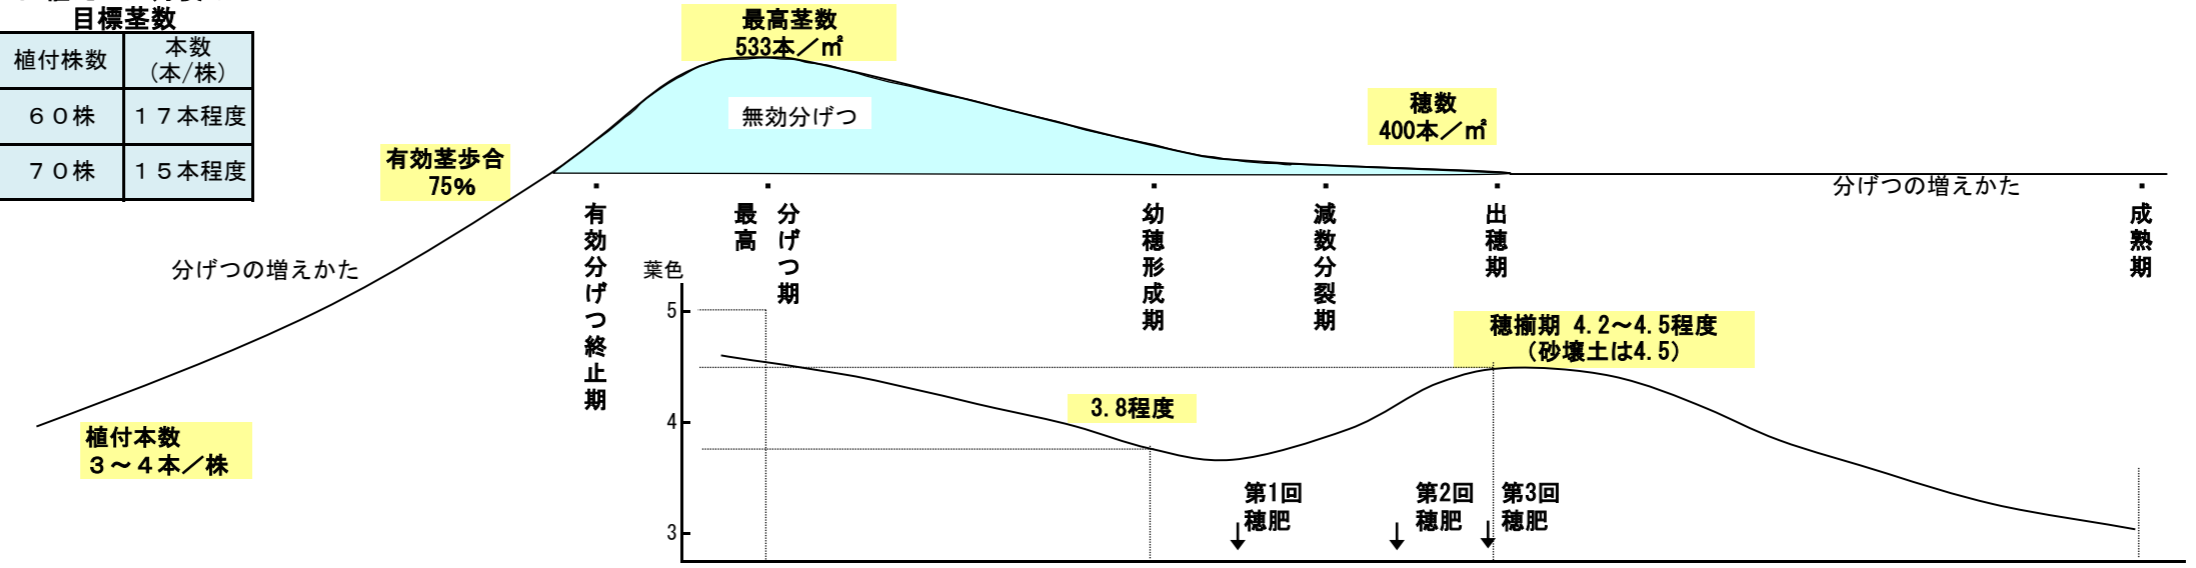 目標茎数
植付株数
本数
(本/株)
６０株
１７本程度
７０株
１５本程度
最高茎数
533本／㎡
無効分げつ
穂数
400本／㎡
有効茎歩合
75%
分げつの増えかた
分げつの増えかた
植付本数
３～４本／株
有効分げつ終止期
最高
分げつ期
幼穂形成期
減数分裂期
出穂期
成熟期
葉色
5
4
3
3.8程度
穂揃期 4.2～4.5程度
（砂壌土は4.5）
第1回
穂肥
第2回
穂肥
第3回
穂肥